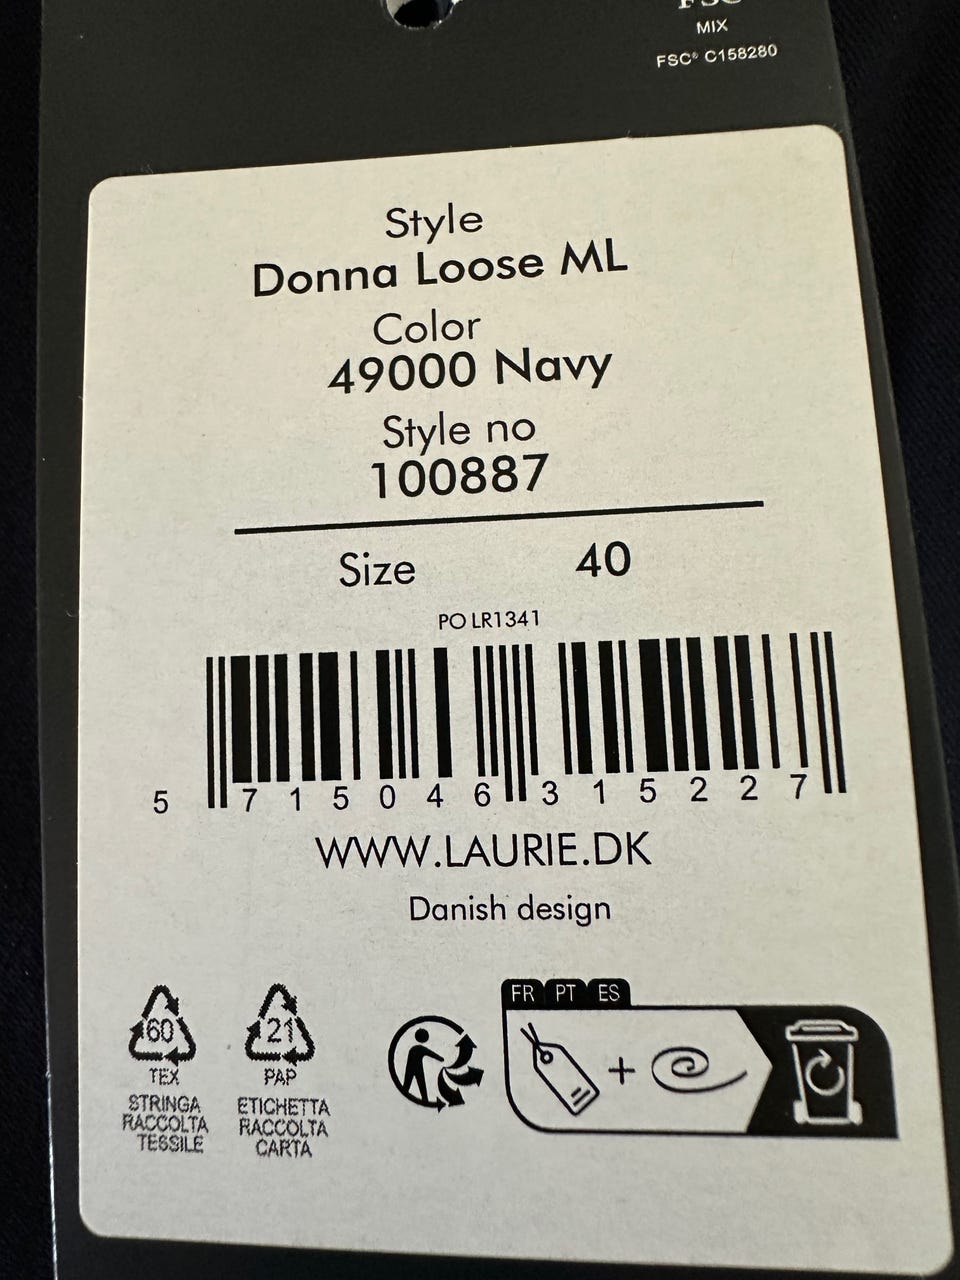 FSC
MIX
FSC® C158280
Style
Donna Loose ML
Color
49000 Navy
Style no
100887
Size 40
PO LR1341
5 715046 315227
WWW.LAURIE.DK
Danish design
FR PT ES
60
TEX
STRINGA
RACCOLTA
TESSILE
21
PAP
ETICHETTA
RACCOLTA
CARTA